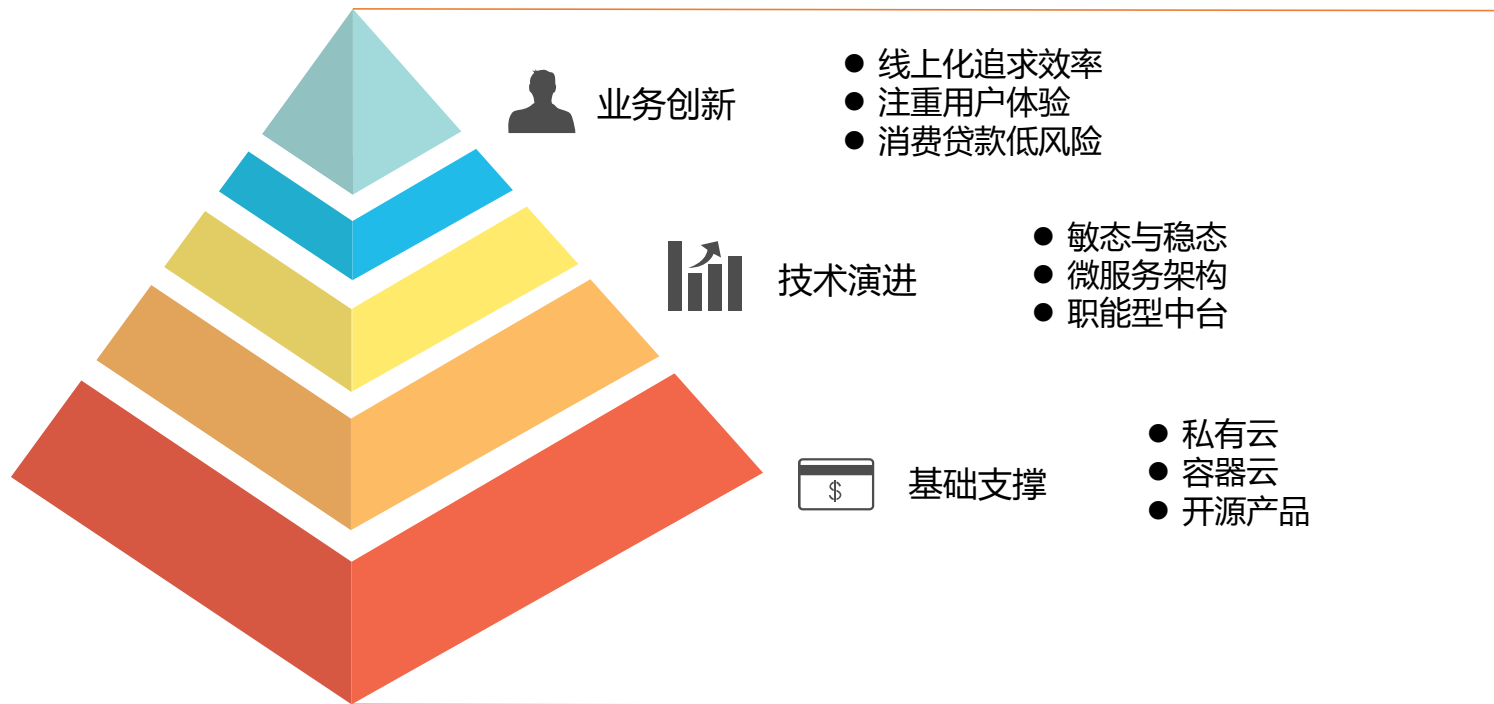 业务创新
● 线上化追求效率
● 注重用户体验
● 消费贷款低风险
技术演进
● 敏态与稳态
● 微服务架构
● 职能型中台
$
基础支撑
● 私有云
● 容器云
● 开源产品